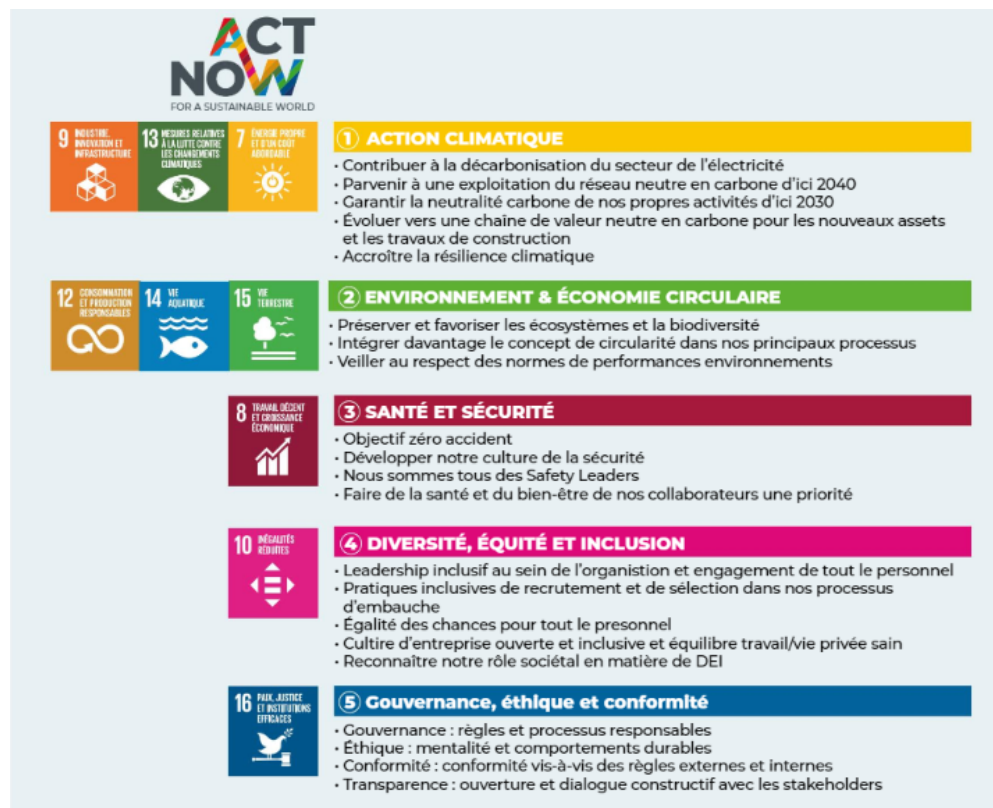 ACT
NOW
FOR A SUSTAINABLE WORLD
9 INDUSTRIE,
INNOVATION ET
INFRASTRUCTURE
13 MESURES RELATIVES
À LA LUTTE CONTRE
LES CHANGEMENTS
CLIMATIQUES
7 ÉNERGIE PROPRE
ET D'UN COÛT
ABORDABLE
1 ACTION CLIMATIQUE
· Contribuer à la décarbonisation du secteur de l'électricité
· Parvenir à une exploitation du réseau neutre en carbone d'ici 2040
· Garantir la neutralité carbone de nos propres activités d'ici 2030
· Évoluer vers une chaîne de valeur neutre en carbone pour les nouveaux assets
et les travaux de construction
· Accroître la résilience climatique
12 CONSOMMATION
ET PRODUCTION
RESPONSABLES
14 VIE
AQUATIQUE
15 VIE
TERRESTRE
2 ENVIRONNEMENT & ÉCONOMIE CIRCULAIRE
· Préserver et favoriser les écosystèmes et la biodiversité
· Intégrer davantage le concept de circularité dans nos principaux processus
· Veiller au respect des normes de performances environnements
8 TRAVAIL DÉCENT
ET CROISSANCE
ÉCONOMIQUE
3 SANTÉ ET SÉCURITÉ
· Objectif zéro accident
· Développer notre culture de la sécurité
· Nous sommes tous des Safety Leaders
· Faire de la santé et du bien-être de nos collaborateurs une priorité
10 INÉGALITÉS
RÉDUITES
4 DIVERSITÉ, ÉQUITÉ ET INCLUSION
· Leadership inclusif au sein de l'organistion et engagement de tout le personnel
· Pratiques inclusives de recrutement et de sélection dans nos processus
d'embauche
· Égalité des chances pour tout le presonnel
· Cultire d'entreprise ouverte et inclusive et équilibre travail/vie privée sain
· Reconnaître notre rôle sociétal en matière de DEI
16 PAIX, JUSTICE
ET INSTITUTIONS
EFFICACES
5 Gouvernance, éthique et conformité
· Gouvernance : règles et processus responsables
· Éthique : mentalité et comportements durables
· Conformité : conformité vis-à-vis des règles externes et internes
· Transparence : ouverture et dialogue constructif avec les stakeholders